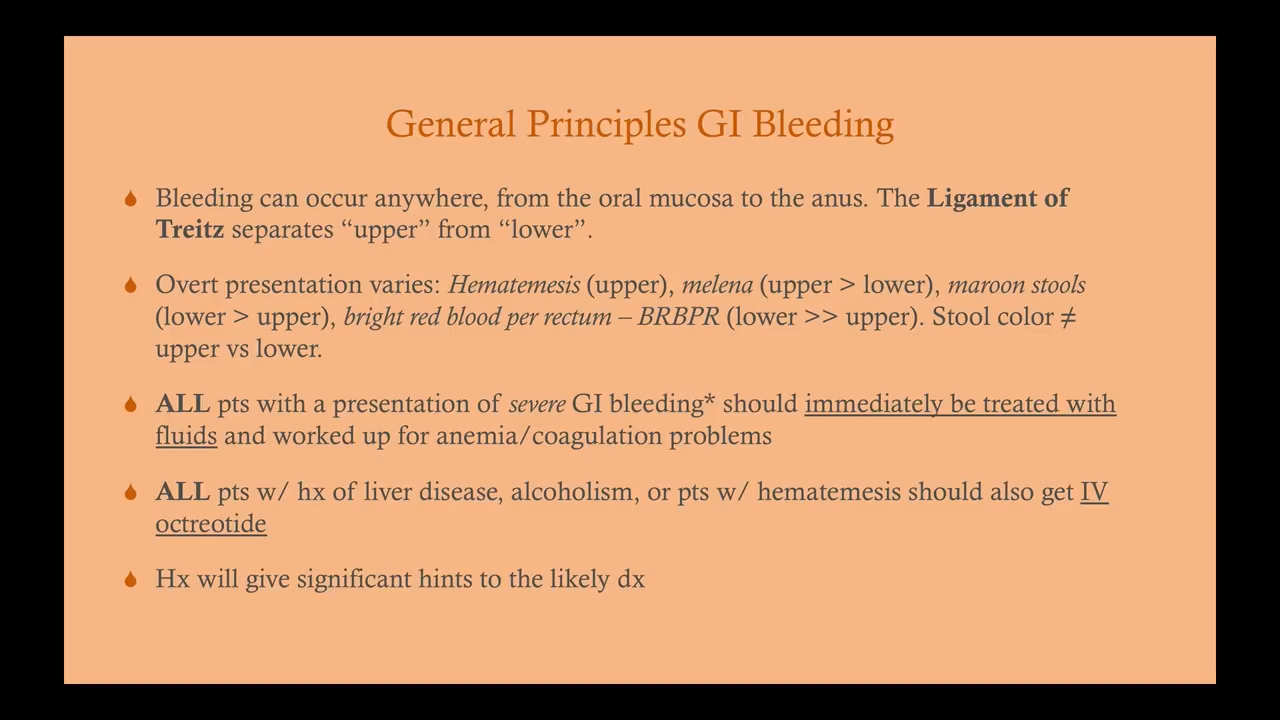 General Principles GI Bleeding
Bleeding can occur anywhere, from the oral mucosa to the anus. The Ligament of
Treitz separates “upper” from “lower”.
Overt presentation varies: Hematemesis (upper), melena (upper > lower), maroon stools
(lower > upper), bright red blood per rectum – BRBPR (lower >> upper). Stool color ≠
upper vs lower.
ALL pts with a presentation of severe GI bleeding* should immediately be treated with
fluids and worked up for anemia/coagulation problems
ALL pts w/ hx of liver disease, alcoholism, or pts w/ hematemesis should also get IV
octreotide
Hx will give significant hints to the likely dx